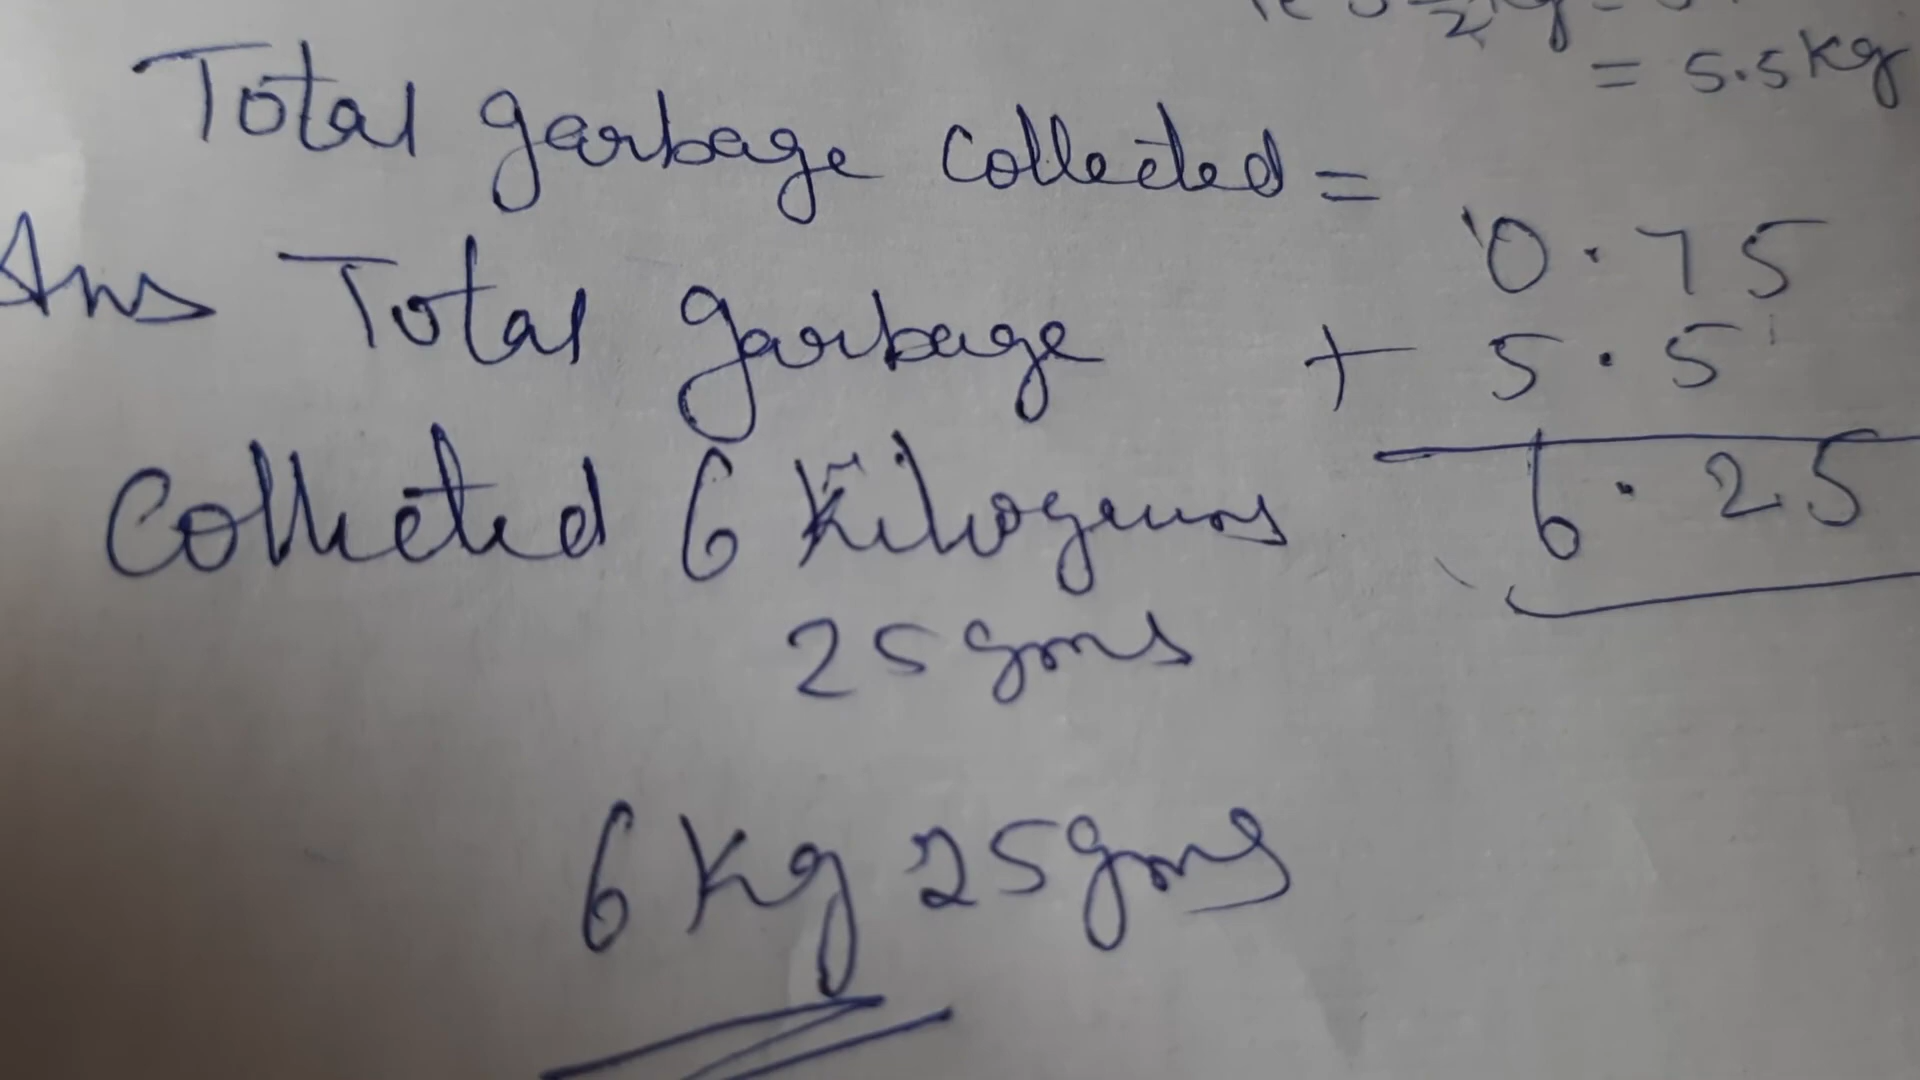 = 5.5 kg
Total garbage collected =
0.75
+ 5.5
6.25
Ans Total garbage
collected 6 Kilograms
25 gms
6 Kg 25 gms